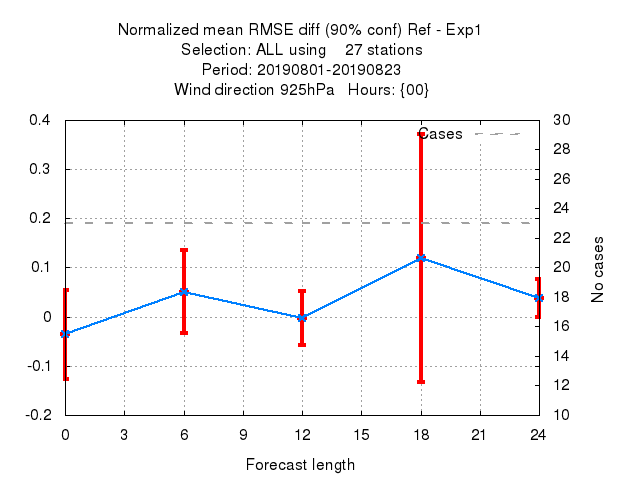 Normalized mean RMSE diff (90% conf) Ref - Exp1
Selection: ALL using 27 stations
Period: 20190801-20190823
Wind direction 925hPa Hours: {00}
Cases
0.4
0.3
0.2
0.1
0
-0.1
-0.2
30
28
26
24
22
20
18
16
14
12
10
No cases
0 3 6 9 12 15 18 21 24
Forecast length